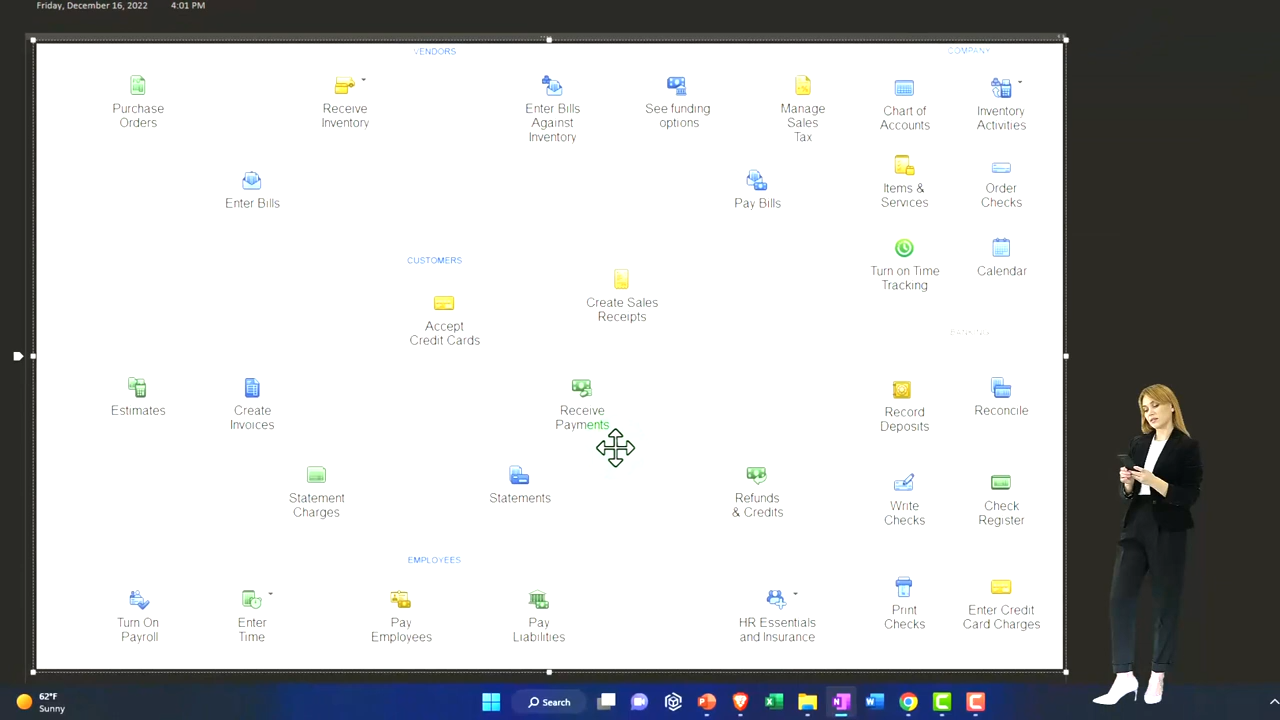 Friday, December 16, 2022 4:01 PM
VENDORS
COMPANY
Purchase
Orders
Receive
Inventory
Enter Bills
Against
Inventory
See funding
options
Manage
Sales
Tax
Chart of
Accounts
Inventory
Activities
Enter Bills
Pay Bills
Items &
Services
Order
Checks
CUSTOMERS
Turn on Time
Tracking
Calendar
Create Sales
Receipts
Accept
Credit Cards
BANKING
Estimates
Create
Invoices
Receive
Payments
Record
Deposits
Reconcile
Statement
Charges
Statements
Refunds
& Credits
Write
Checks
Check
Register
EMPLOYEES
Turn On
Payroll
Enter
Time
Pay
Employees
Pay
Liabilities
HR Essentials
and Insurance
Print
Checks
Enter Credit
Card Charges
62°F
Sunny
Search